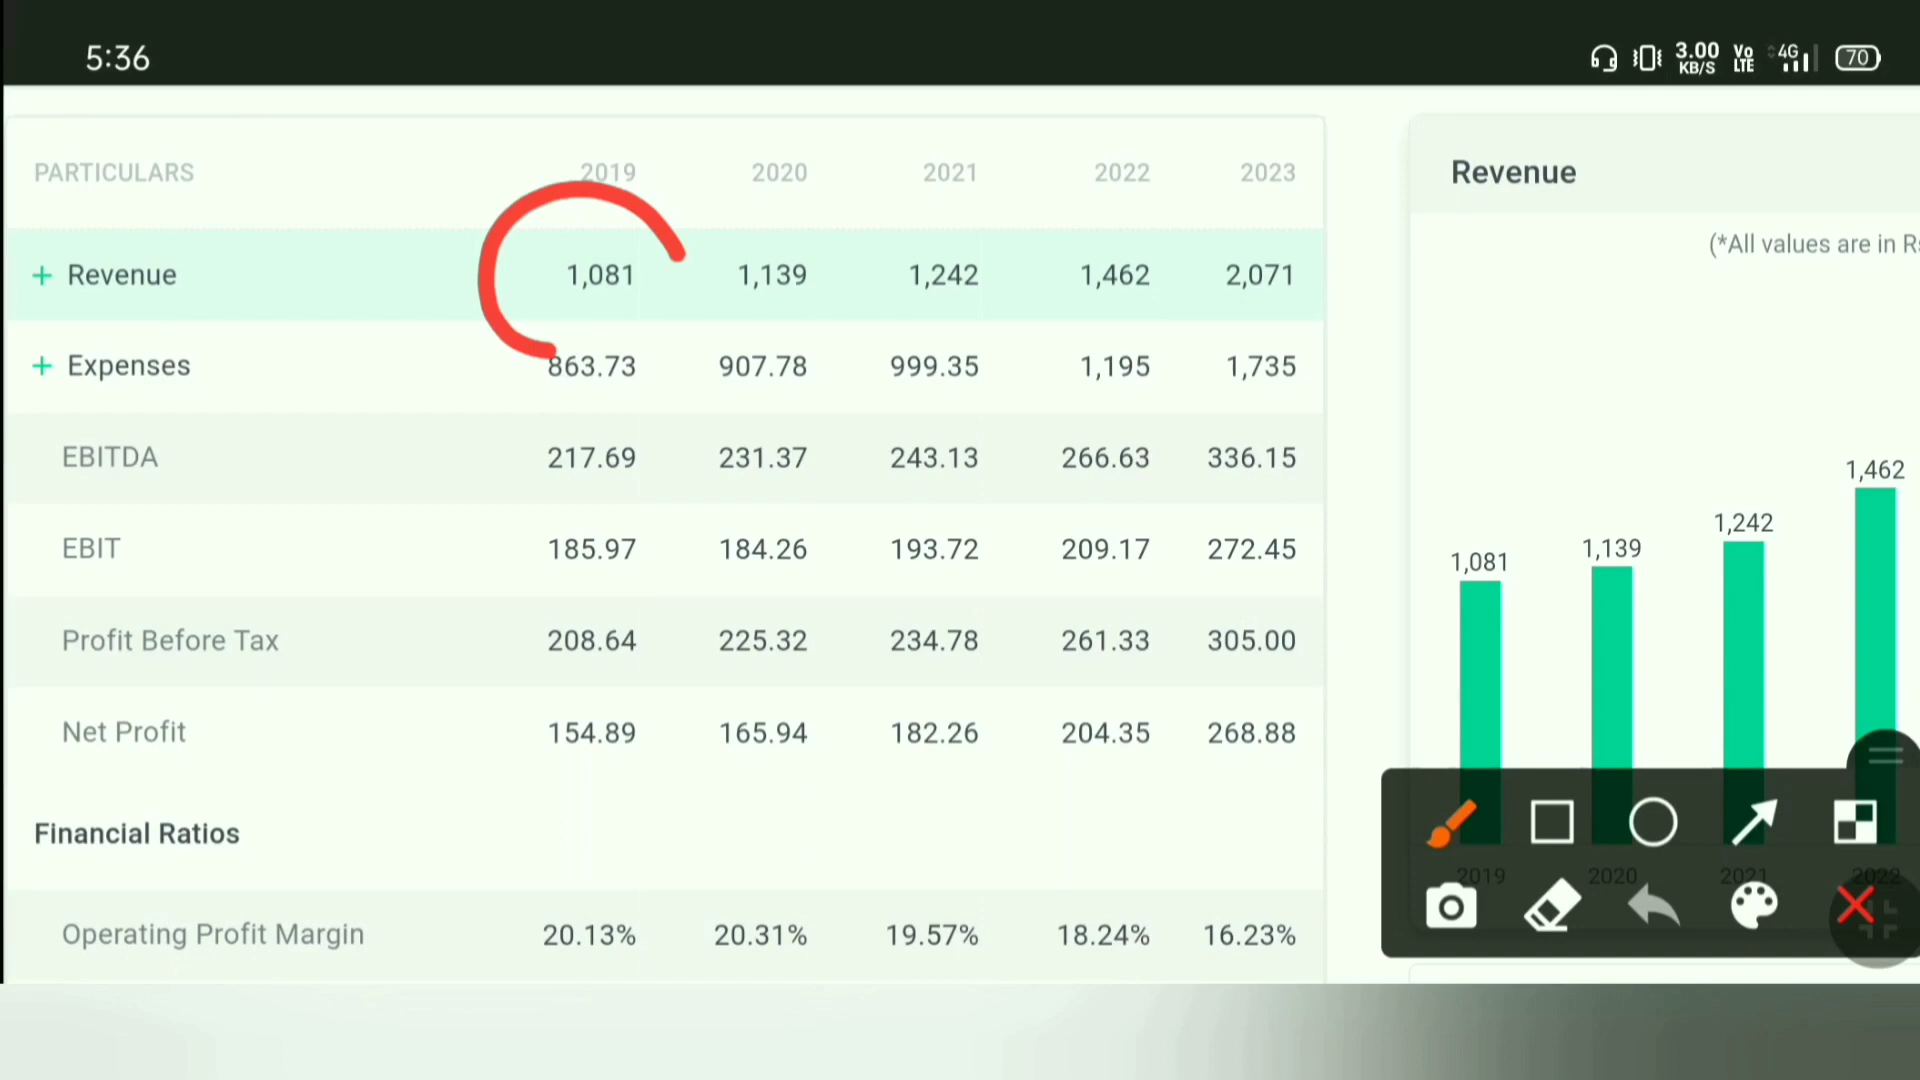 5:36
3.00 KB/S
Vo LTE
4G
70
PARTICULARS 2019 2020 2021 2022 2023
+ Revenue 1,081 1,139 1,242 1,462 2,071
+ Expenses 863.73 907.78 999.35 1,195 1,735
EBITDA 217.69 231.37 243.13 266.63 336.15
EBIT 185.97 184.26 193.72 209.17 272.45
Profit Before Tax 208.64 225.32 234.78 261.33 305.00
Net Profit 154.89 165.94 182.26 204.35 268.88
Financial Ratios
Operating Profit Margin 20.13% 20.31% 19.57% 18.24% 16.23%
Revenue
(*All values are in Rs
1,081 1,139 1,242 1,462
2019 2020 2021 2022